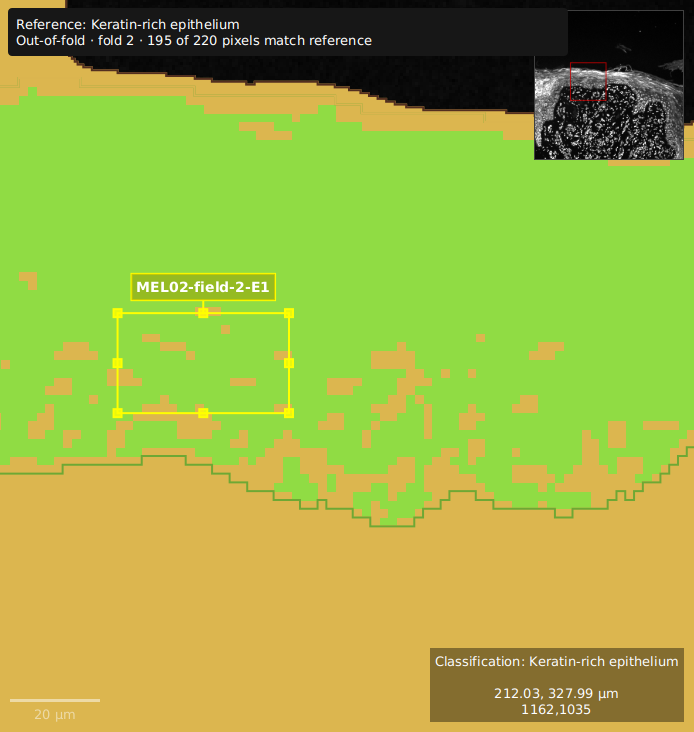 Reference: Keratin-rich epithelium
Out-of-fold · fold 2 · 195 of 220 pixels match reference
MEL02-field-2-E1
Classification: Keratin-rich epithelium
212.03, 327.99 µm
1162,1035
20 µm